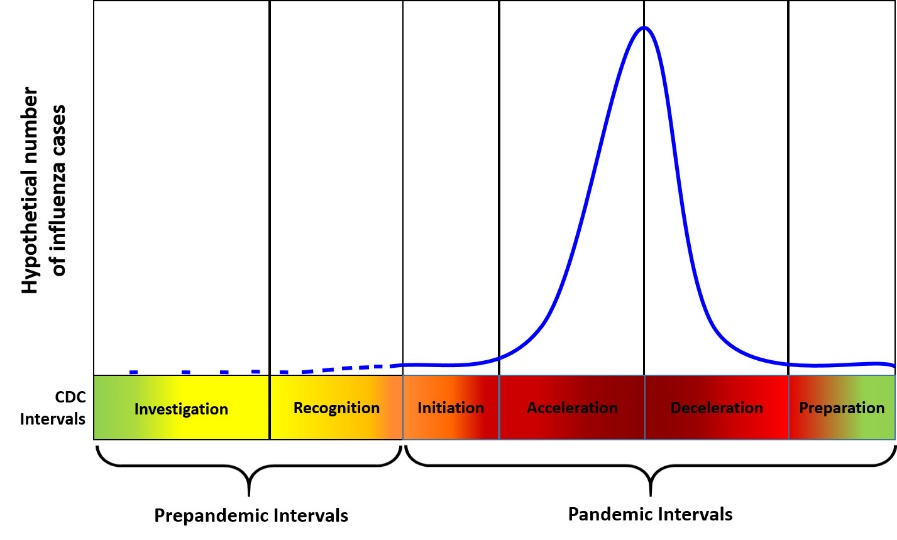 Hypothetical number
of influenza cases
CDC
Intervals
Investigation
Recognition
Initiation
Acceleration
Deceleration
Preparation
Prepandemic Intervals
Pandemic Intervals